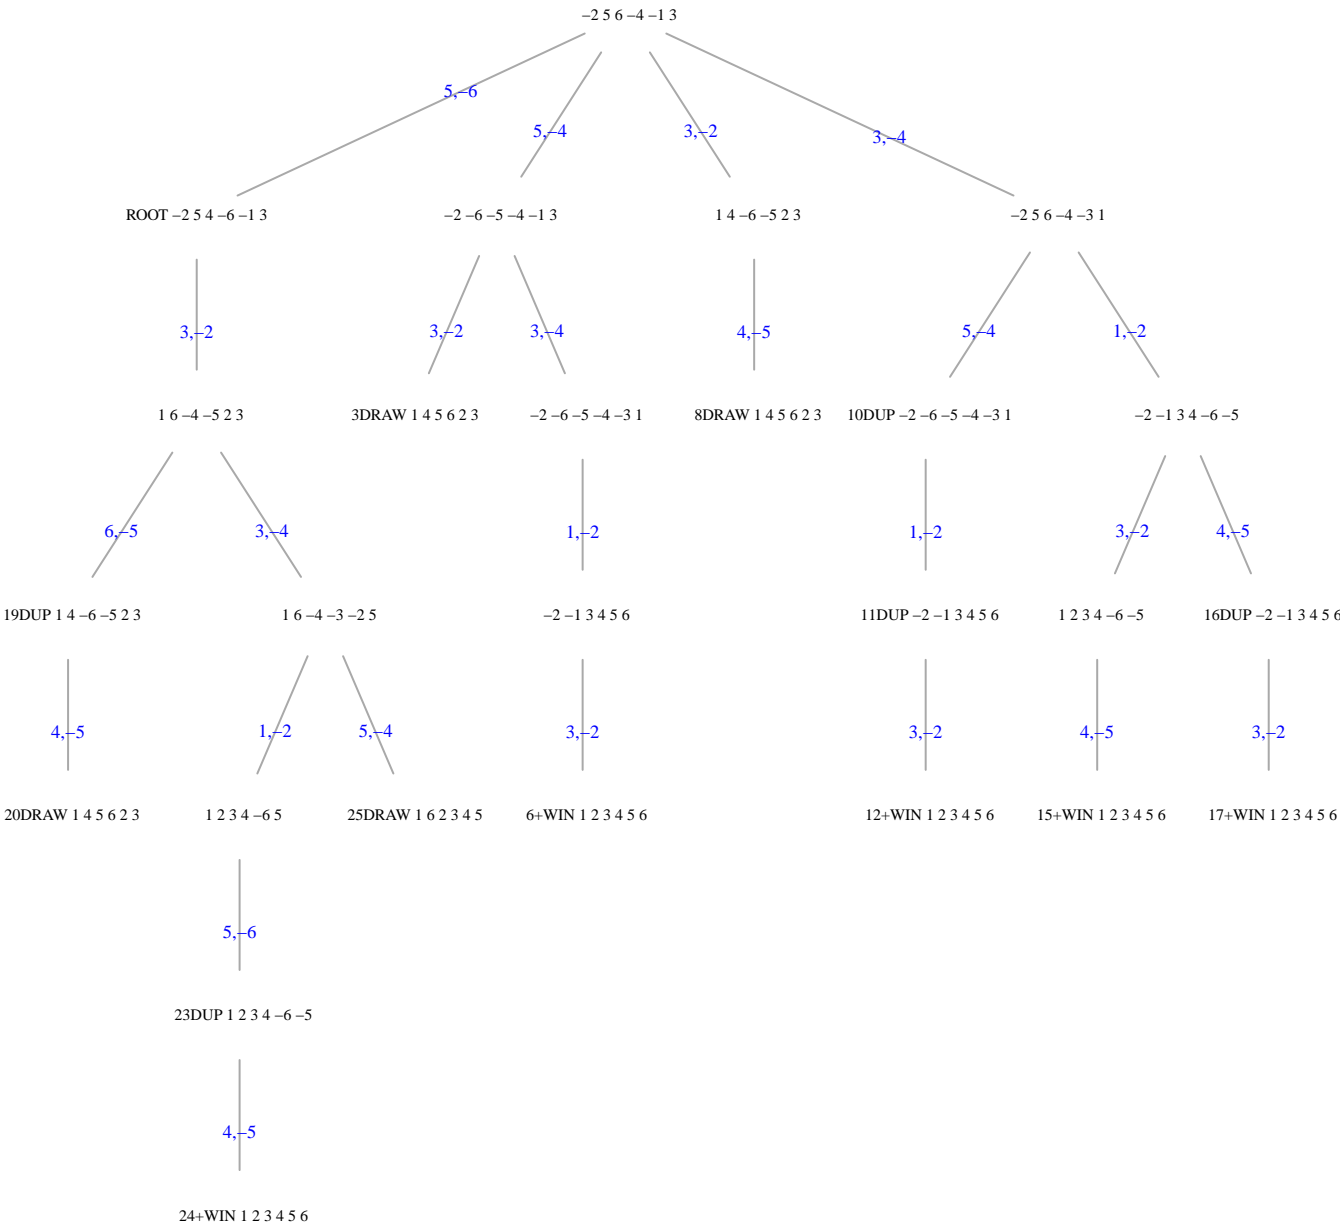 −2 5 6 −4 −1 3
5,−6
5,−4
3,−2
3,−4
ROOT −2 5 4 −6 −1 3
−2 −6 −5 −4 −1 3
1 4 −6 −5 2 3
−2 5 6 −4 −3 1
3,−2
3,−2
3,−4
4,−5
5,−4
1,−2
1 6 −4 −5 2 3
3DRAW 1 4 5 6 2 3
−2 −6 −5 −4 −3 1
8DRAW 1 4 5 6 2 3
10DUP −2 −6 −5 −4 −3 1
−2 −1 3 4 −6 −5
6,−5
3,−4
1,−2
1,−2
3,−2
4,−5
19DUP 1 4 −6 −5 2 3
1 6 −4 −3 −2 5
−2 −1 3 4 5 6
11DUP −2 −1 3 4 5 6
1 2 3 4 −6 −5
16DUP −2 −1 3 4 5 6
4,−5
1,−2
5,−4
3,−2
3,−2
4,−5
3,−2
20DRAW 1 4 5 6 2 3
1 2 3 4 −6 5
25DRAW 1 6 2 3 4 5
6+WIN 1 2 3 4 5 6
12+WIN 1 2 3 4 5 6
15+WIN 1 2 3 4 5 6
17+WIN 1 2 3 4 5 6
5,−6
23DUP 1 2 3 4 −6 −5
4,−5
24+WIN 1 2 3 4 5 6